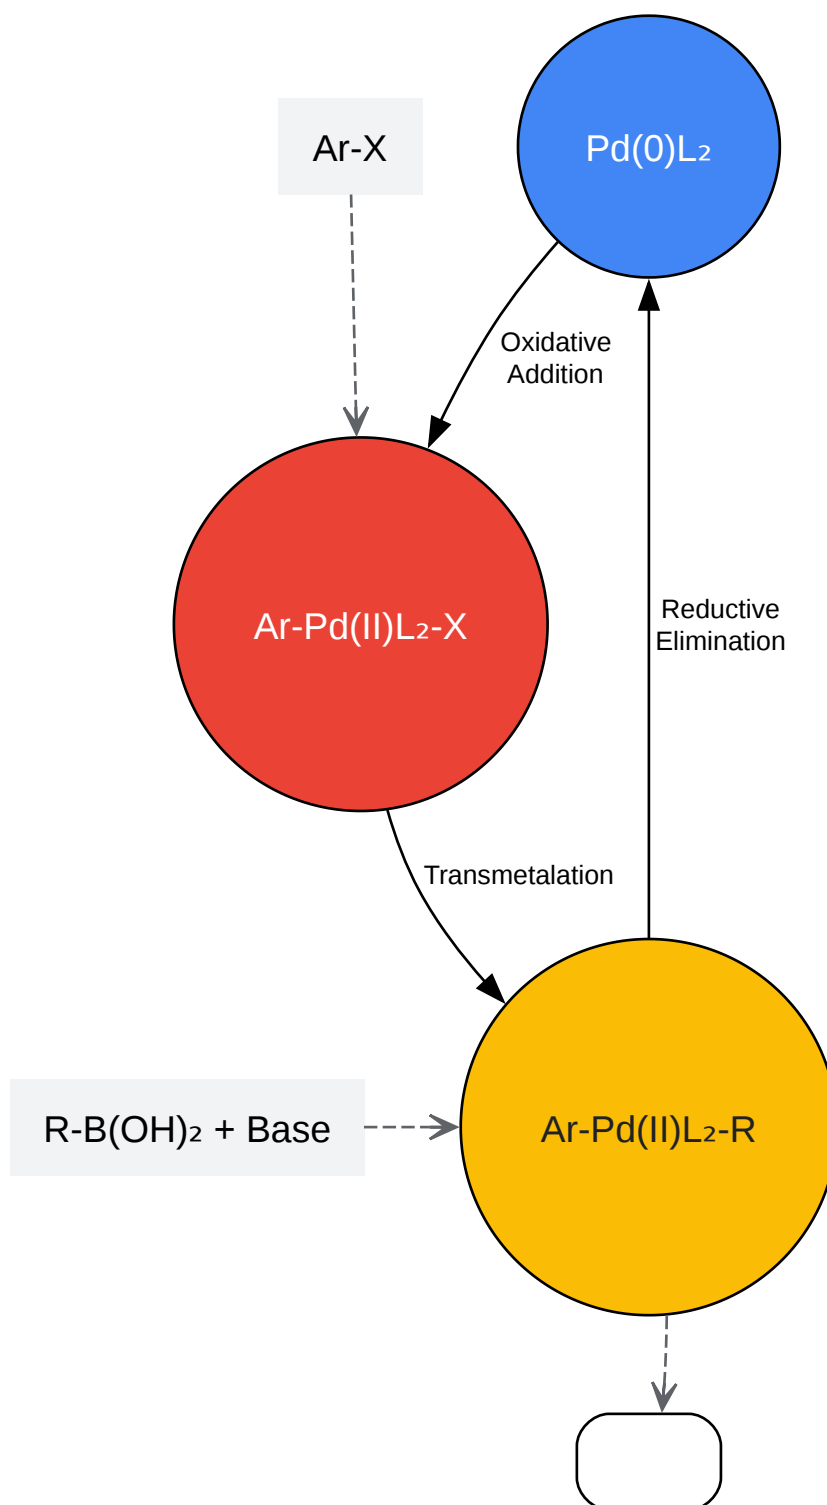 Ar-X
Pd(0)L₂
Oxidative
Addition
Ar-Pd(II)L₂-X
Reductive
Elimination
Transmetalation
R-B(OH)₂ + Base
Ar-Pd(II)L₂-R